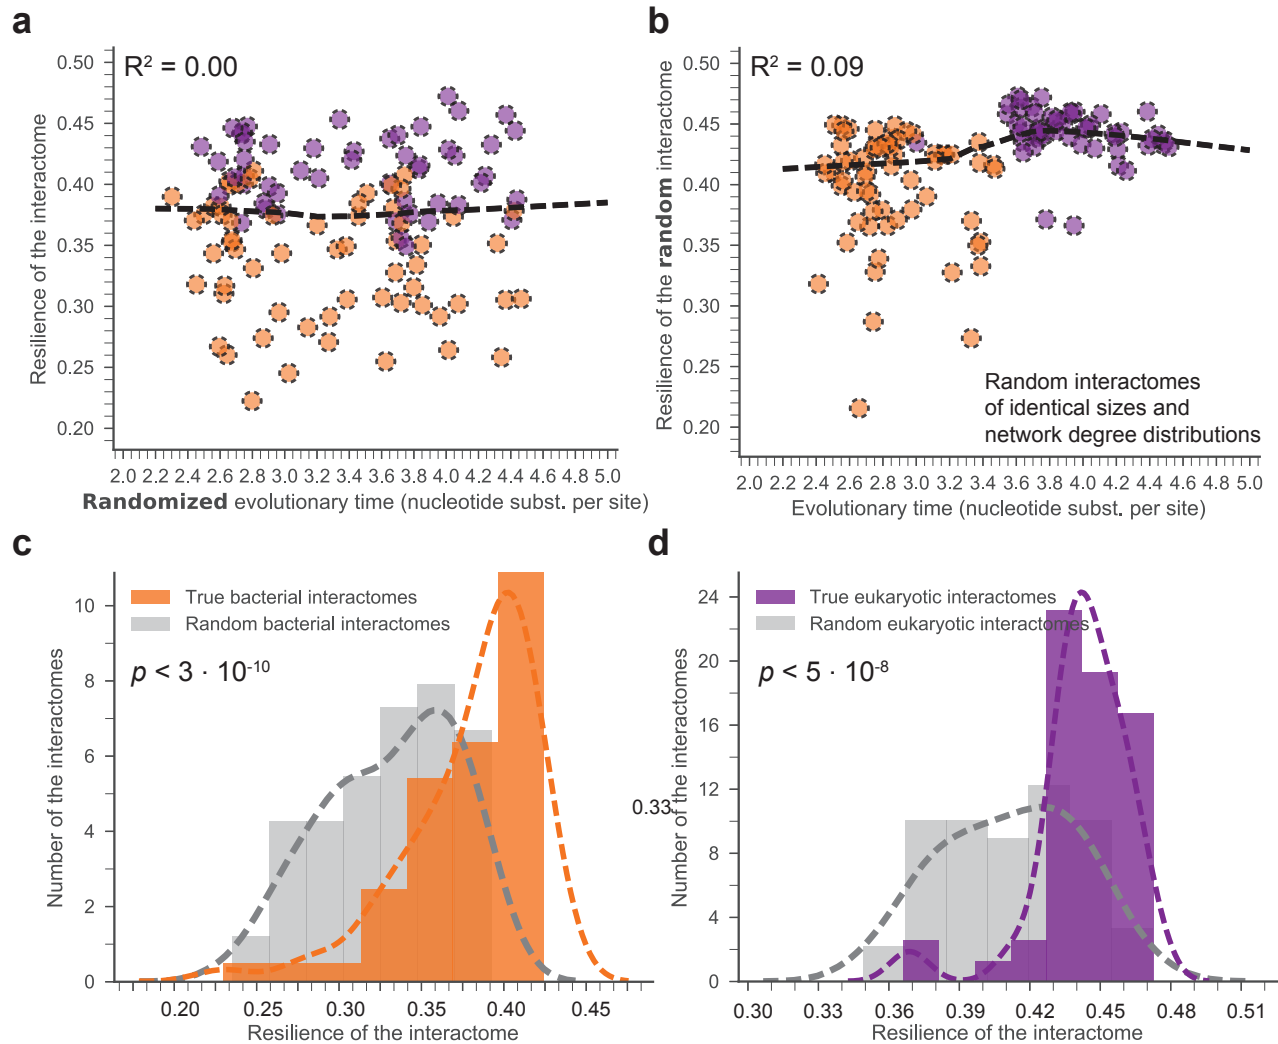 a
R² = 0.00
Resilience of the interactome
0.50
0.45
0.40
0.35
0.30
0.25
0.20
2.0 2.2 2.4 2.6 2.8 3.0 3.2 3.4 3.6 3.8 4.0 4.2 4.4 4.6 4.8 5.0
Randomized evolutionary time (nucleotide subst. per site)
b
R² = 0.09
Resilience of the random interactome
0.50
0.45
0.40
0.35
0.30
0.25
0.20
Random interactomes
of identical sizes and
network degree distributions
2.0 2.2 2.4 2.6 2.8 3.0 3.2 3.4 3.6 3.8 4.0 4.2 4.4 4.6 4.8 5.0
Evolutionary time (nucleotide subst. per site)
c
True bacterial interactomes
Random bacterial interactomes
p < 3 · 10⁻¹⁰
Number of the interactomes
10
8
6
4
2
0
0.20 0.25 0.30 0.35 0.40 0.45
Resilience of the interactome
0.33
d
True eukaryotic interactomes
Random eukaryotic interactomes
p < 5 · 10⁻⁸
Number of the interactomes
24
20
16
12
8
4
0
0.30 0.33 0.36 0.39 0.42 0.45 0.48 0.51
Resilience of the interactome